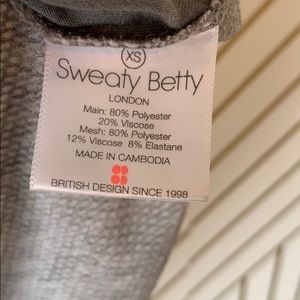 XS
Sweaty Betty
LONDON
Main: 80% Polyester
20% Viscose
Mesh: 80% Polyester
12% Viscose 8% Elastane
MADE IN CAMBODIA
BRITISH DESIGN SINCE 1998